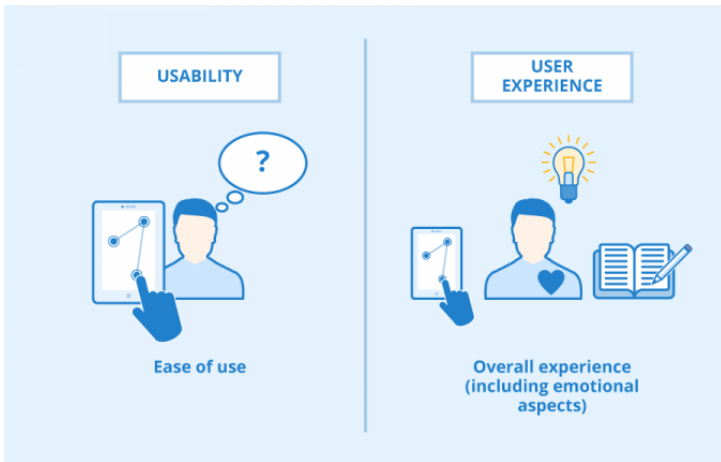 USABILITY
?
Ease of use
USER
EXPERIENCE
Overall experience
(including emotional
aspects)